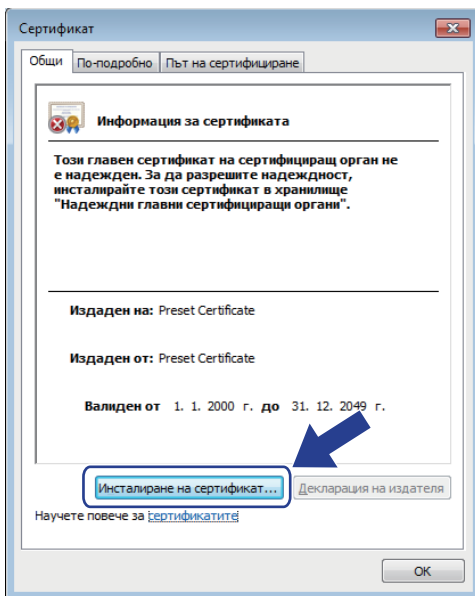 Сертификат
Общи По-подробно Път на сертифициране
Информация за сертификата
Този главен сертификат на сертифициращ орган не
е надежден. За да разрешите надеждност,
инсталирайте този сертификат в хранилище
"Надеждни главни сертифициращи органи".
Издаден на: Preset Certificate
Издаден от: Preset Certificate
Валиден от 1. 1. 2000 г. до 31. 12. 2049 г.
Инсталиране на сертификат... Декларация на издателя
Научете повече за сертификатите
OK